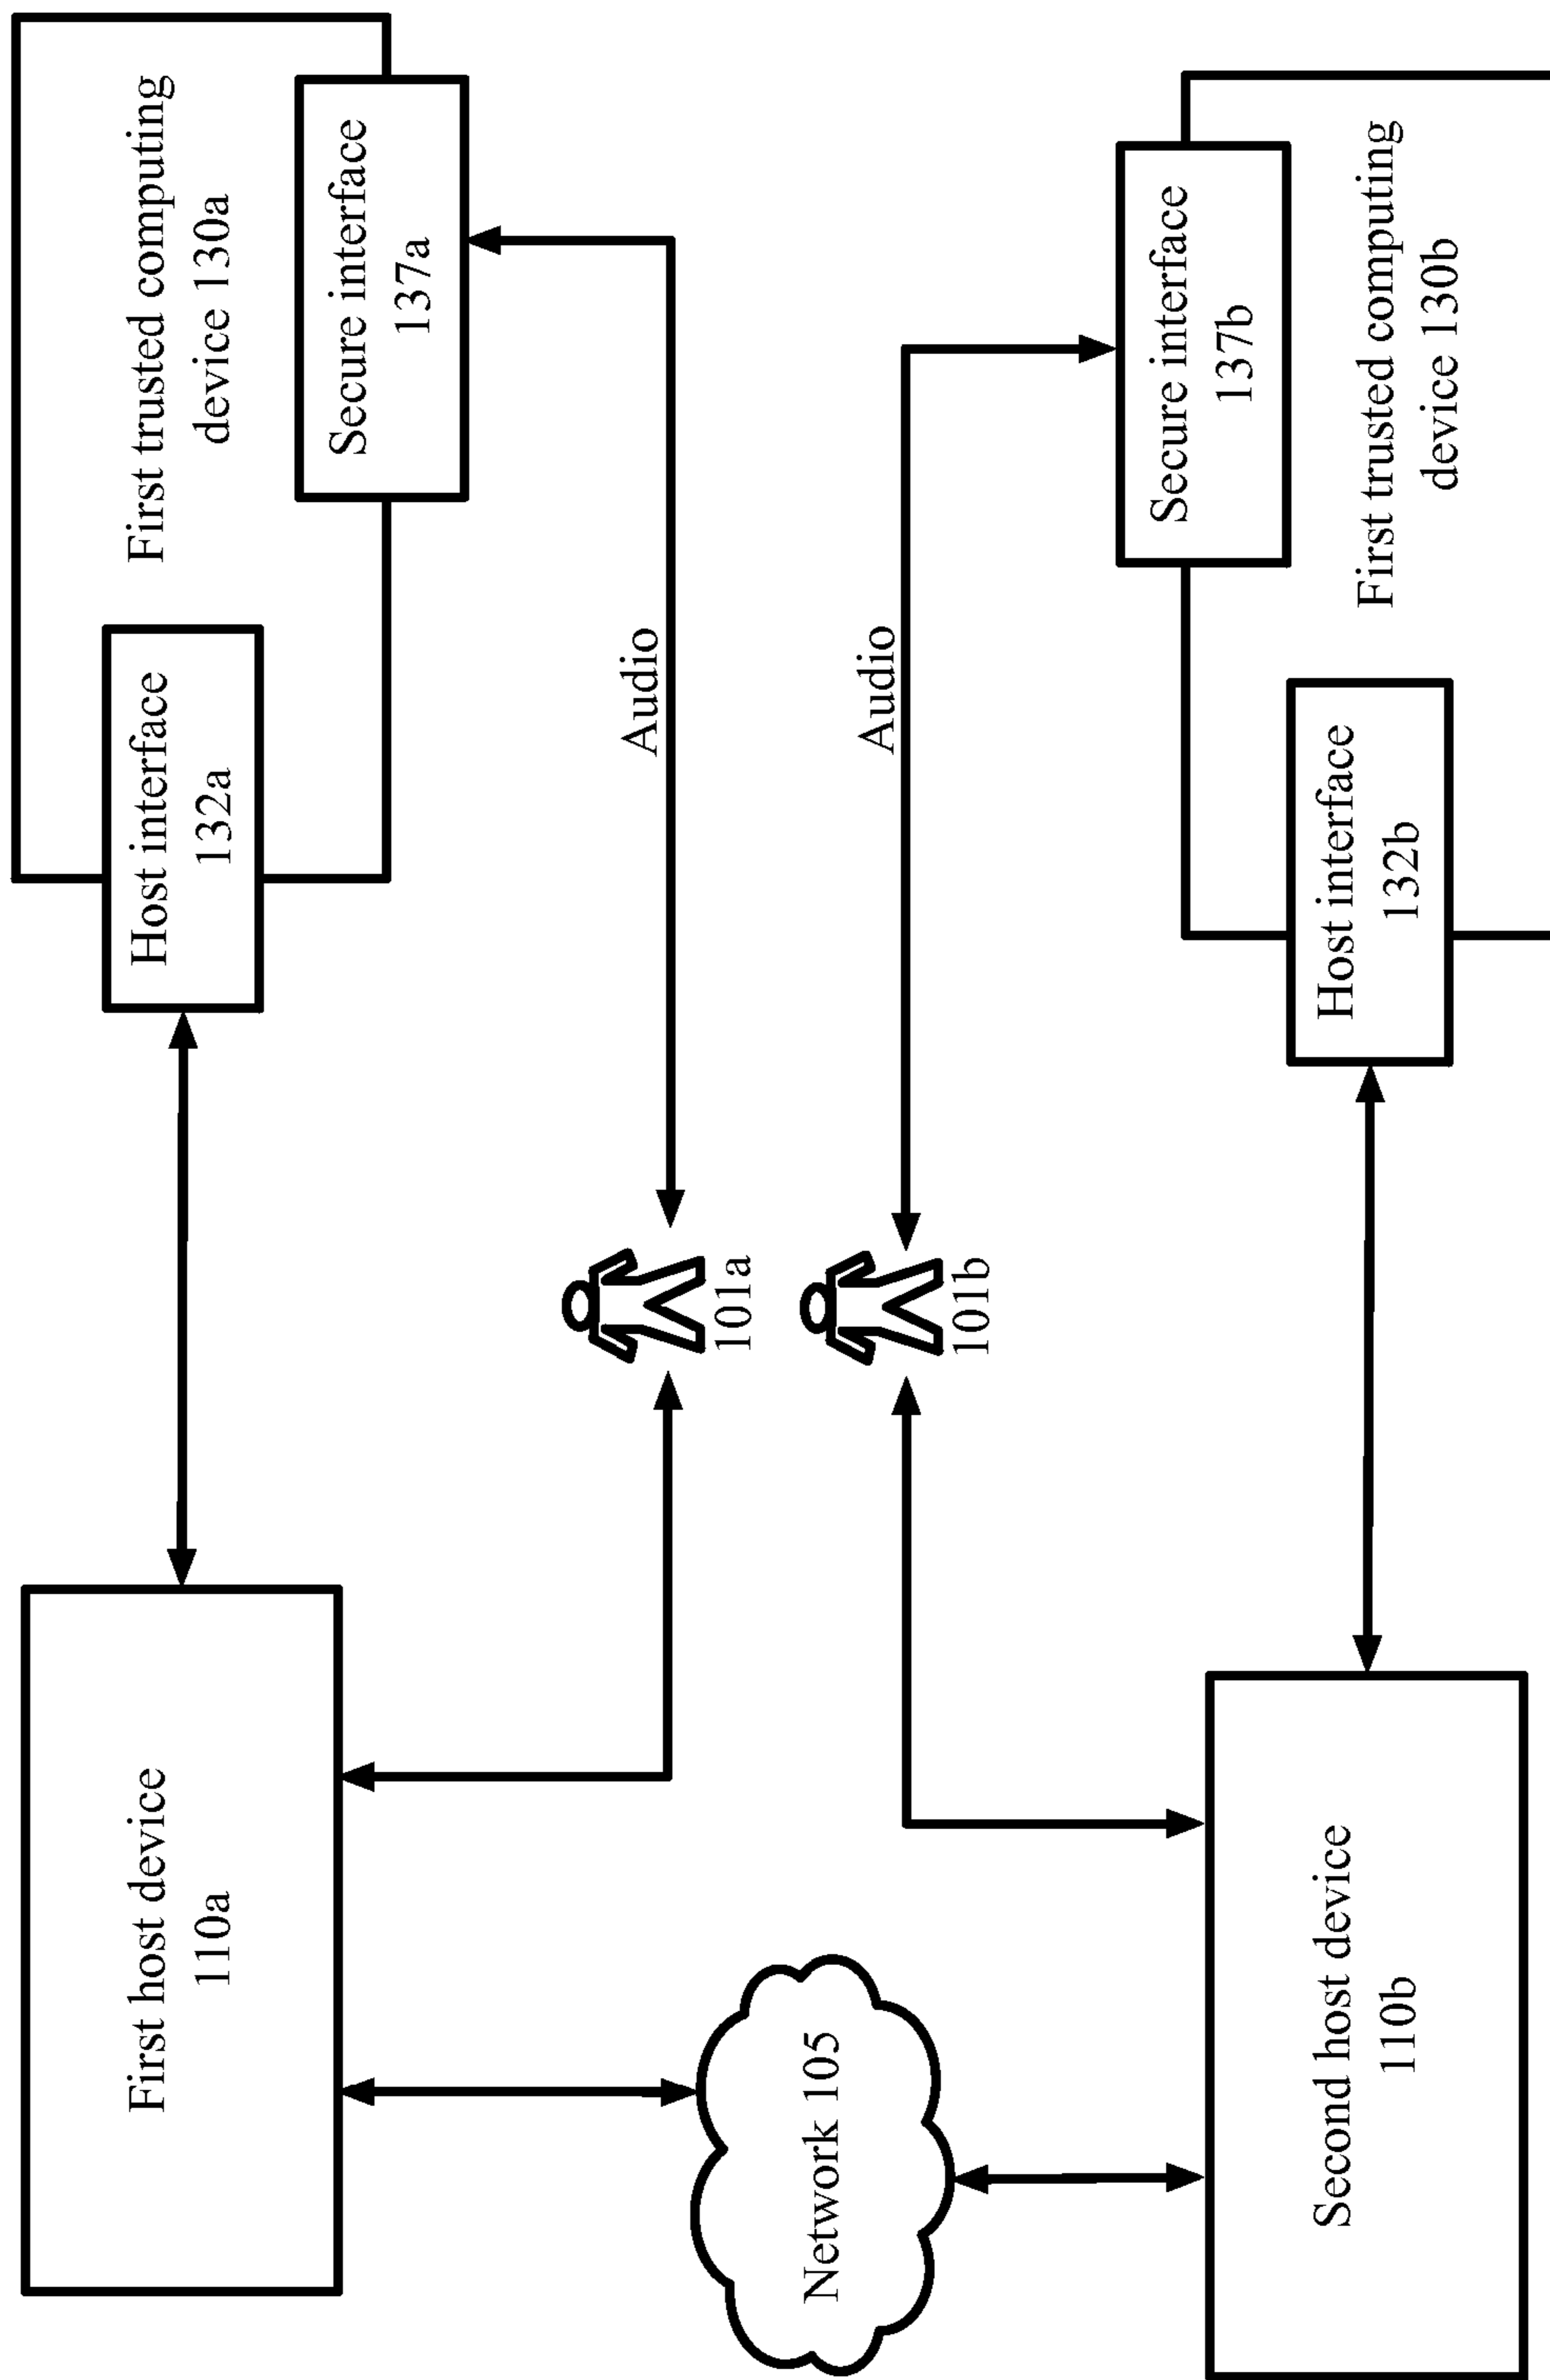 First host device
110a
Host interface
132a
First trusted computing
device 130a
Secure interface
137a
Audio
101a
Network 105
Audio
101b
Second host device
110b
Host interface
132b
Secure interface
137b
First trusted computing
device 130b